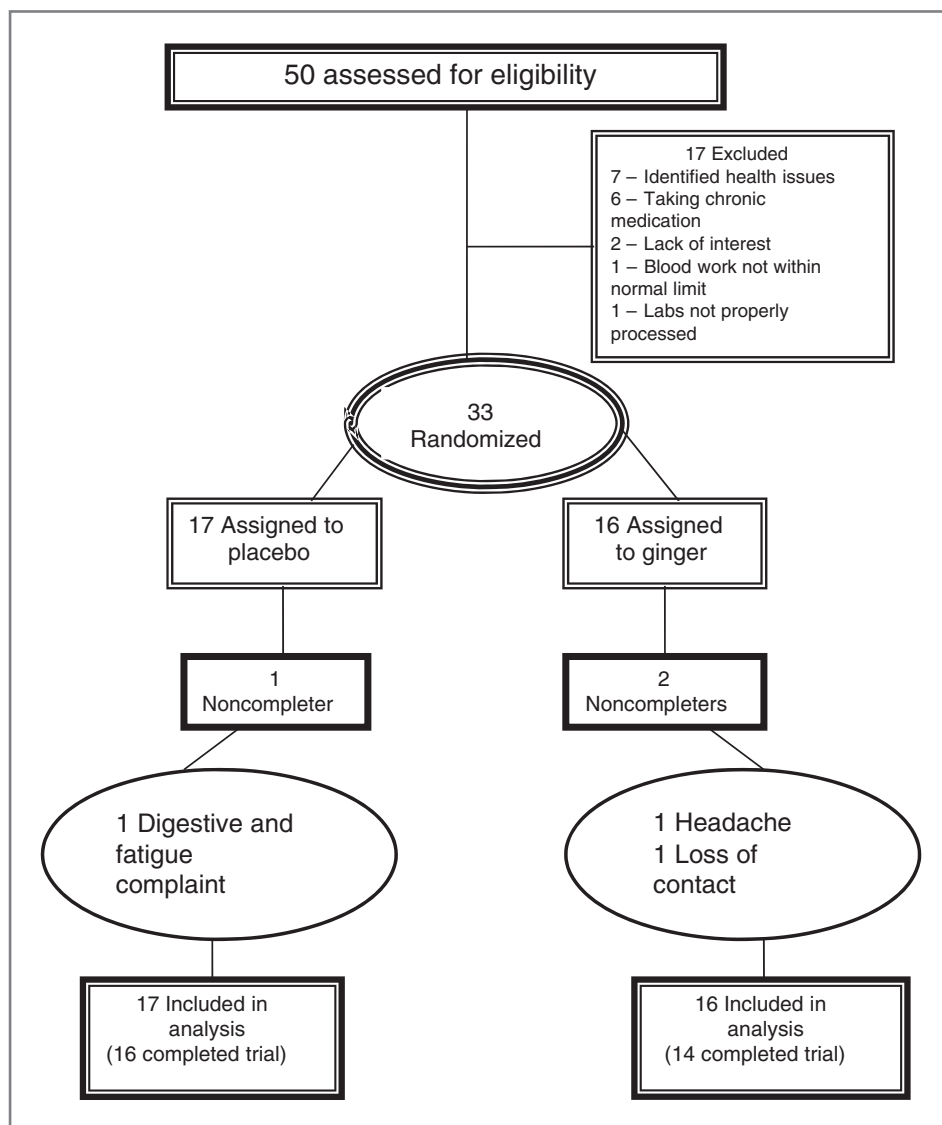 50 assessed for eligibility
17 Excluded
7 – Identified health issues
6 – Taking chronic
medication
2 – Lack of interest
1 – Blood work not within
normal limit
1 – Labs not properly
processed
33
Randomized
17 Assigned to
placebo
16 Assigned
to ginger
1
Noncompleter
2
Noncompleters
1 Digestive and
fatigue
complaint
1 Headache
1 Loss of
contact
17 Included in
analysis
(16 completed trial)
16 Included in
analysis
(14 completed trial)